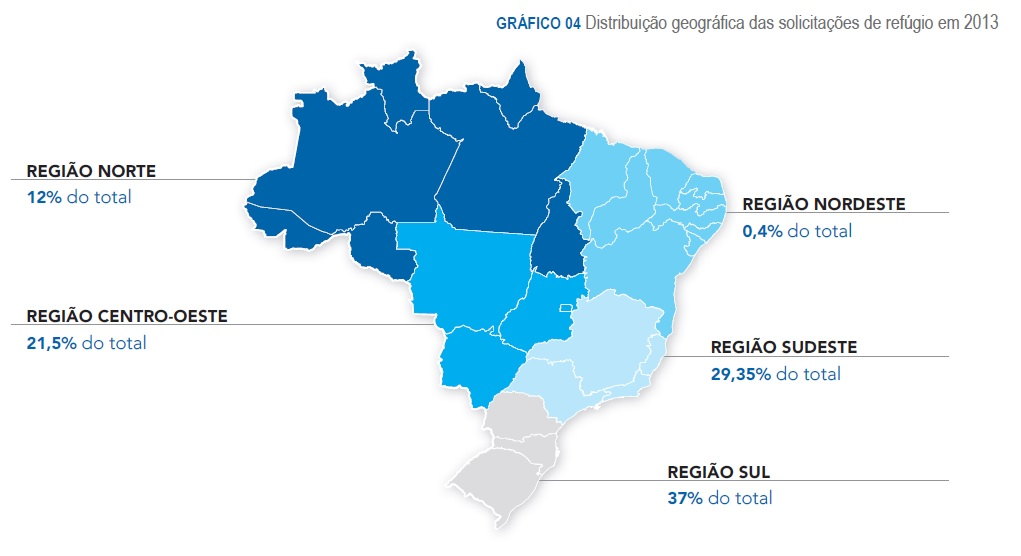 GRÁFICO 04 Distribuição geográfica das solicitações de refúgio em 2013
REGIÃO NORTE
12% do total
REGIÃO NORDESTE
0,4% do total
REGIÃO CENTRO-OESTE
21,5% do total
REGIÃO SUDESTE
29,35% do total
REGIÃO SUL
37% do total